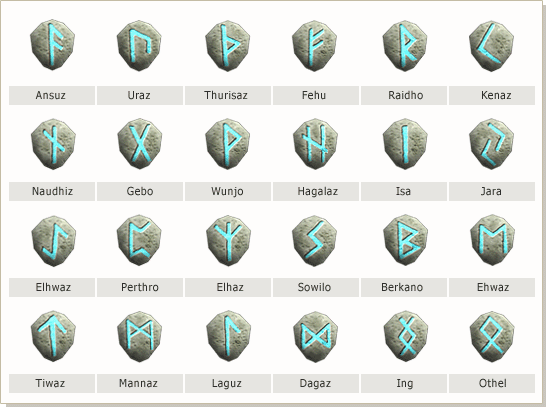 ᚨ ᚢ ᚦ ᚠ ᚱ ᚲ
Ansuz Uraz Thurisaz Fehu Raidho Kenaz
ᚾ ᚷ ᚹ ᚺ ᛁ ᛃ
Naudhiz Gebo Wunjo Hagalaz Isa Jara
ᛇ ᛈ ᛉ ᛊ ᛒ ᛖ
Elhwaz Perthro Elhaz Sowilo Berkano Ehwaz
ᛏ ᛗ ᛚ ᛞ ᛝ ᛟ
Tiwaz Mannaz Laguz Dagaz Ing Othel